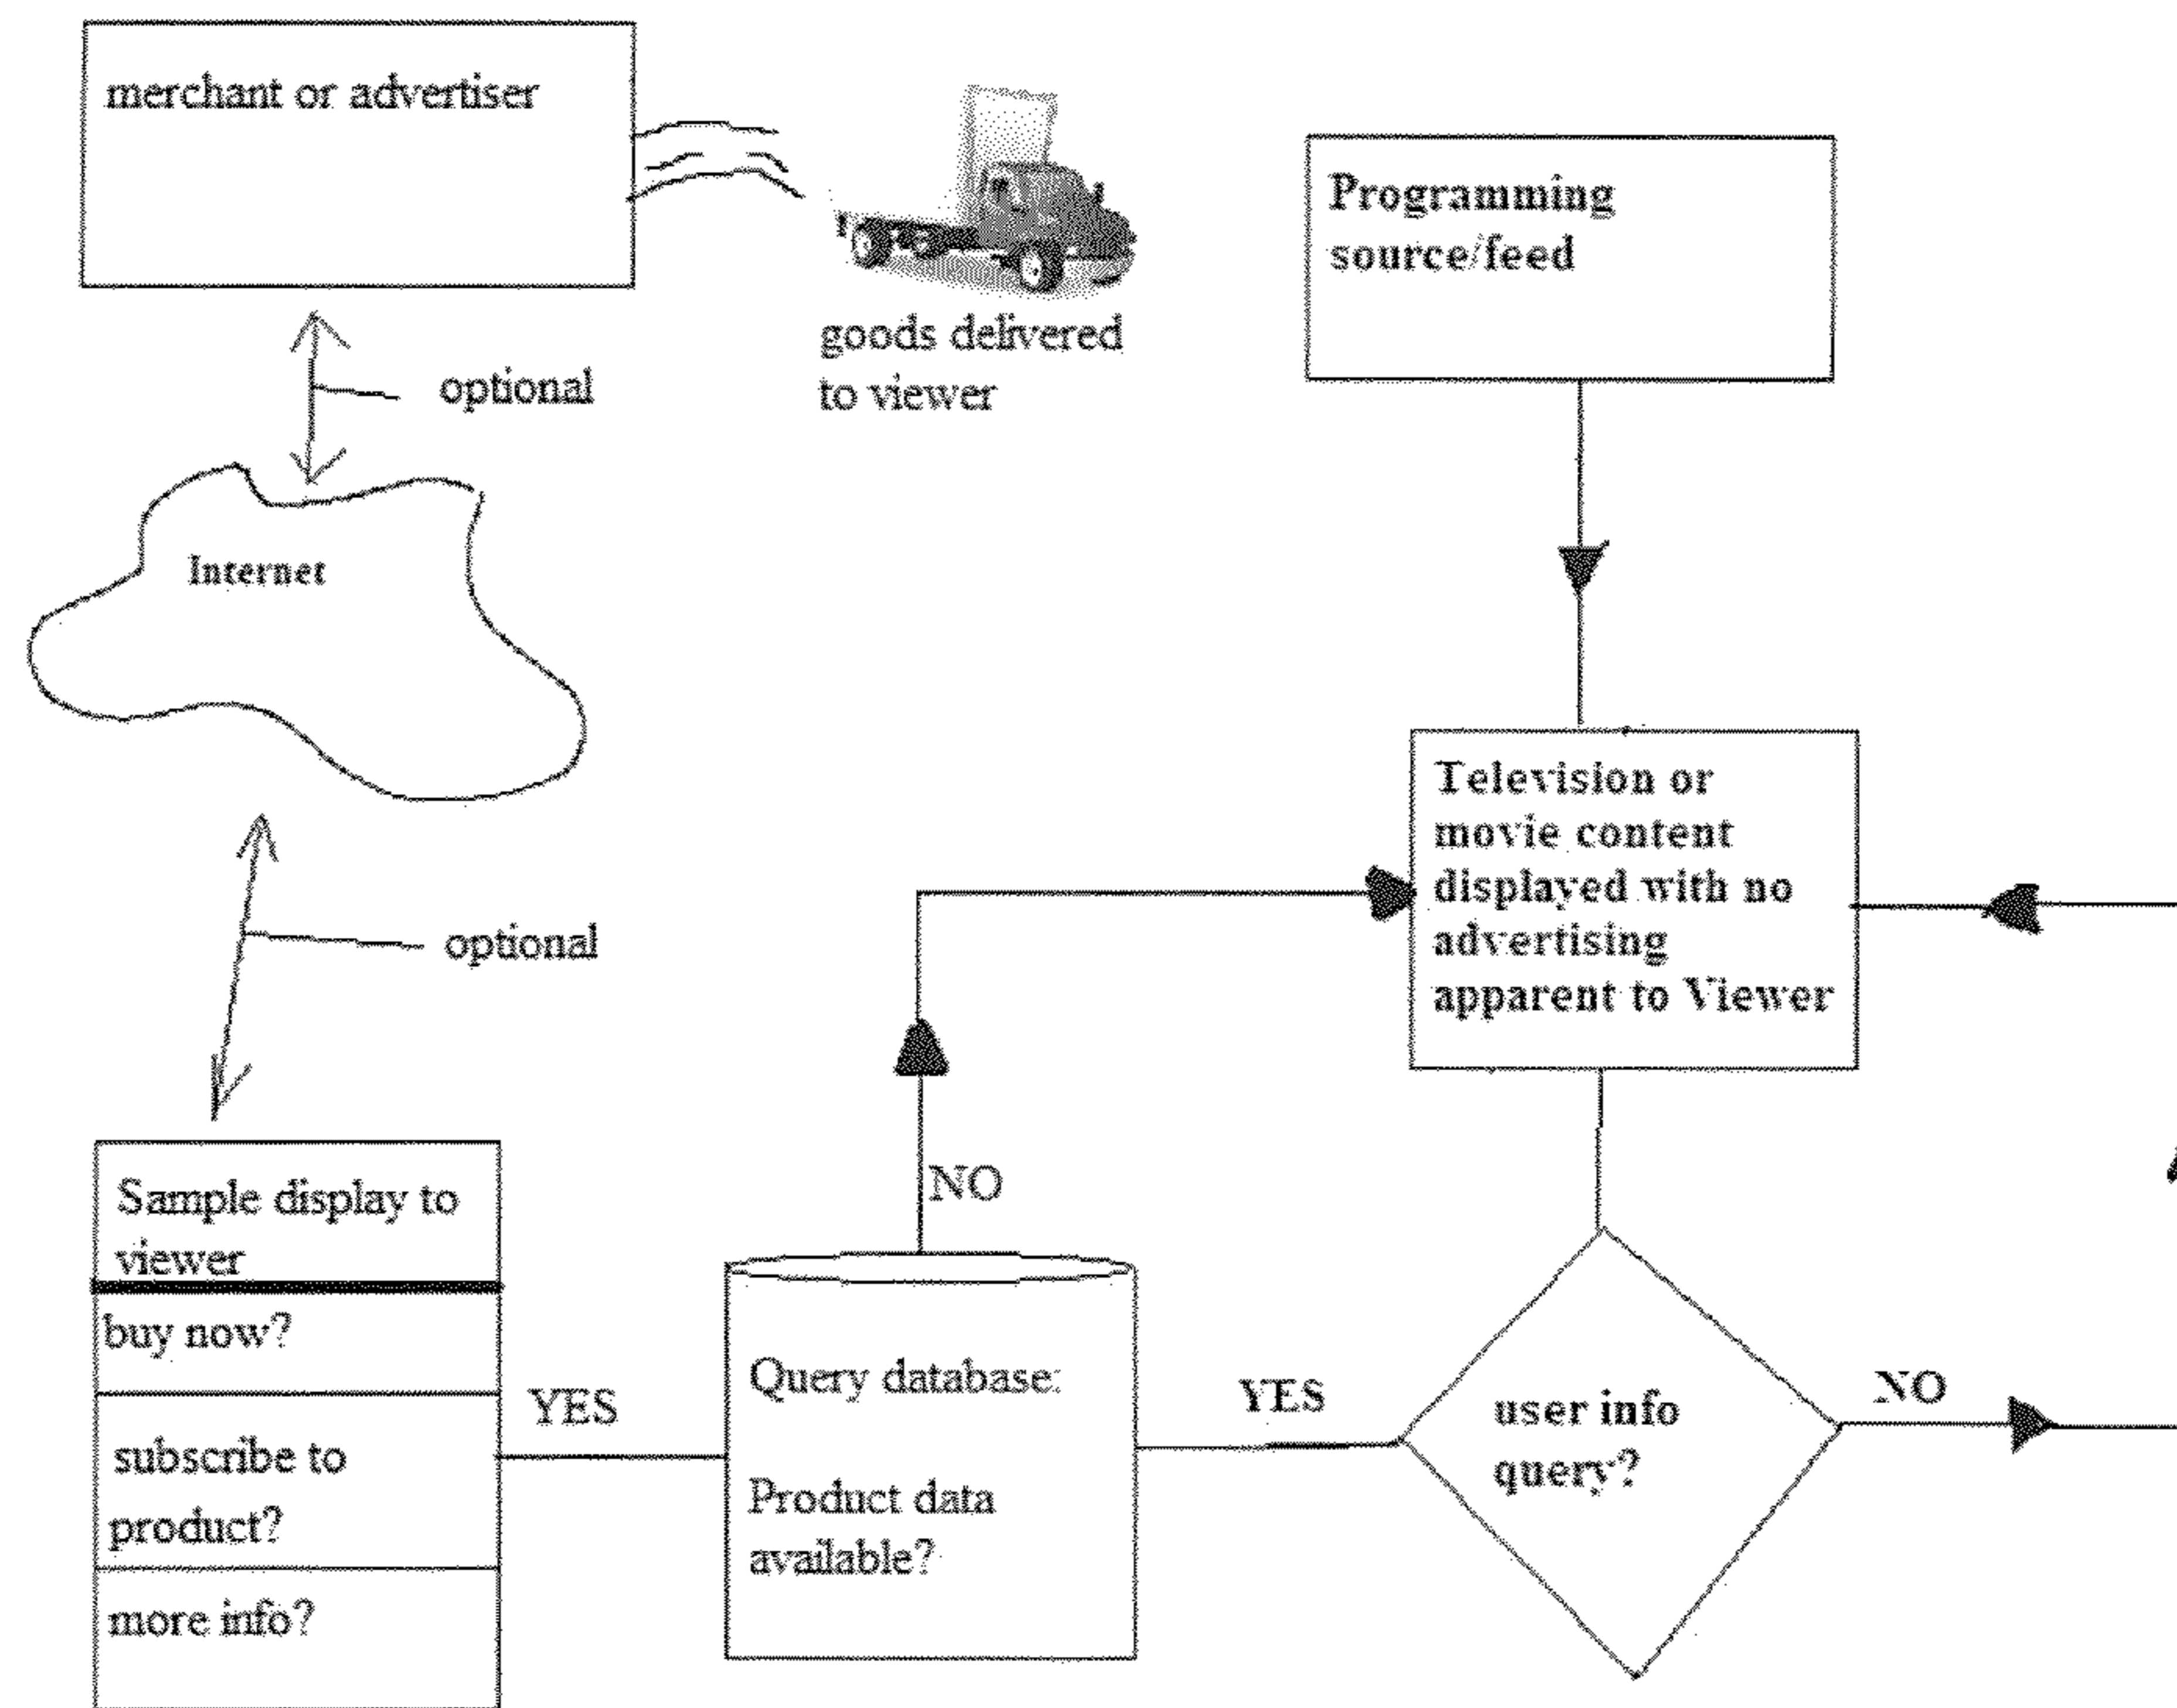 merchant or advertiser
goods delivered
to viewer
Programming
source/feed
optional
Internet
Television or
movie content
displayed with no
advertising
apparent to Viewer
optional
NO
Sample display to
viewer
buy now?
subscribe to
product?
more info?
YES
Query database:
Product data
available?
YES
user info
query?
NO